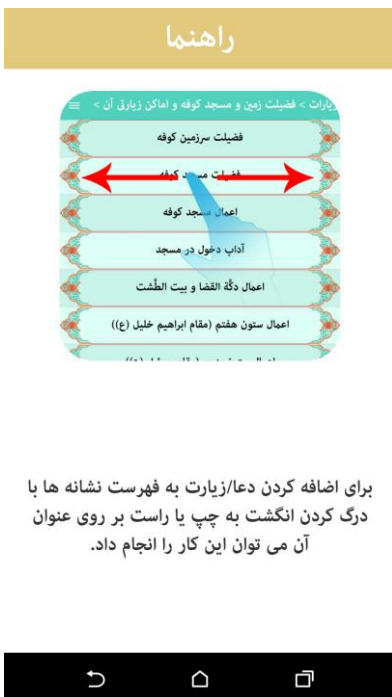 راهنما
زیارات > فضیلت زمین و مسجد کوفه و اماکن زیارتی آن >
فضیلت سرزمین کوفه
فضیلت مسجد کوفه
اعمال مسجد کوفه
آداب دخول در مسجد
اعمال دکَّة القضا و بیت الطَّشت
اعمال ستون هفتم (مقام ابراهیم خلیل (ع))
برای اضافه کردن دعا/زیارت به فهرست نشانه ها با
درگ کردن انگشت به چپ یا راست بر روی عنوان
آن می توان این کار را انجام داد.